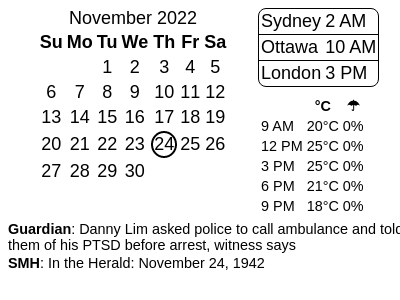 November 2022
Su Mo Tu We Th Fr Sa
1 2 3 4 5
6 7 8 9 10 11 12
13 14 15 16 17 18 19
20 21 22 23 24 25 26
27 28 29 30
Sydney 2 AM
Ottawa 10 AM
London 3 PM
°C ☂
9 AM 20°C 0%
12 PM 25°C 0%
3 PM 25°C 0%
6 PM 21°C 0%
9 PM 18°C 0%
Guardian: Danny Lim asked police to call ambulance and told
them of his PTSD before arrest, witness says
SMH: In the Herald: November 24, 1942